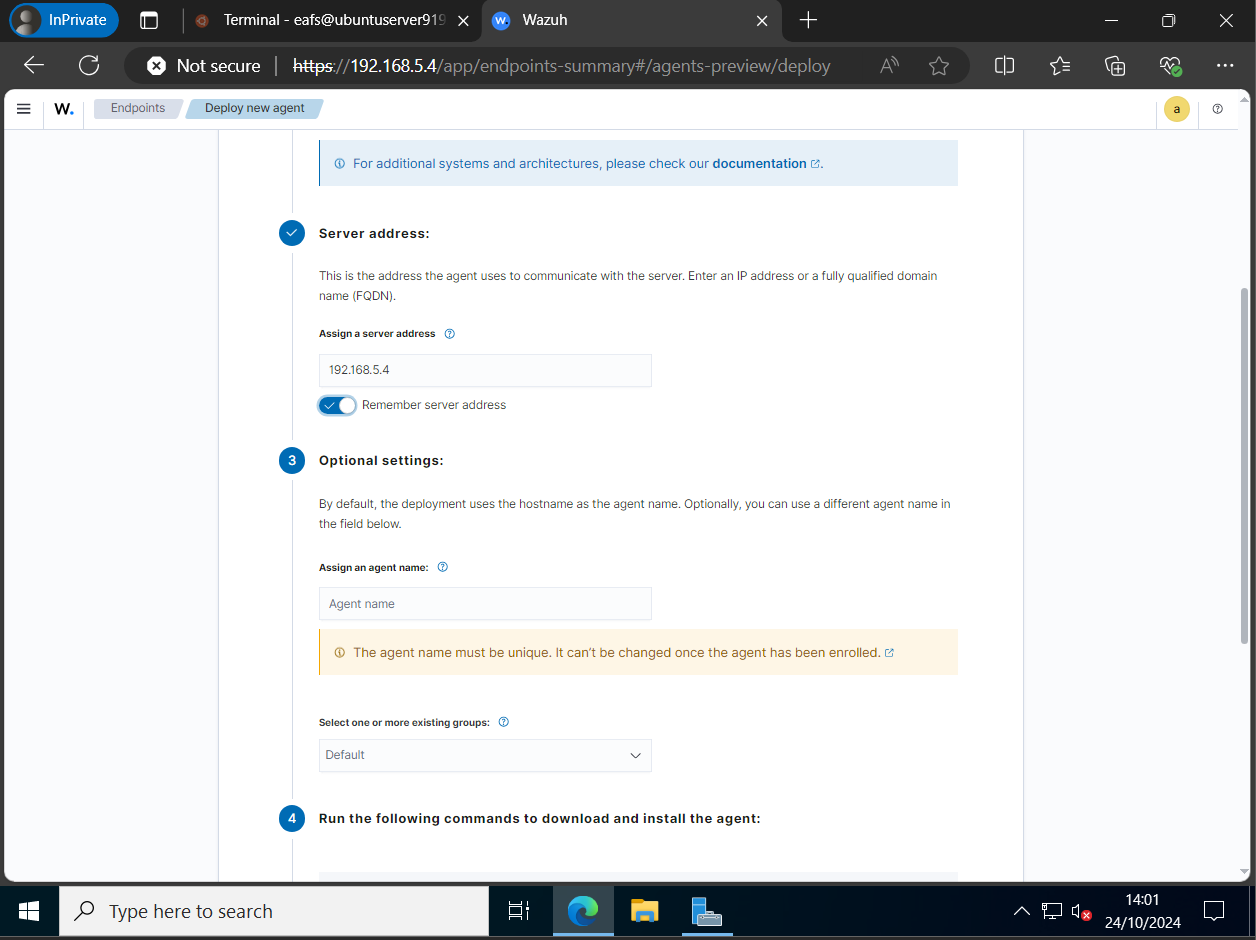 InPrivate
Terminal - eafs@ubuntuserver919
W.
Wazuh
Not secure
https://192.168.5.4/app/endpoints-summary#/agents-preview/deploy
W.
Endpoints
Deploy new agent
a
For additional systems and architectures, please check our documentation.
Server address:
This is the address the agent uses to communicate with the server. Enter an IP address or a fully qualified domain
name (FQDN).
Assign a server address
192.168.5.4
Remember server address
3
Optional settings:
By default, the deployment uses the hostname as the agent name. Optionally, you can use a different agent name in
the field below.
Assign an agent name:
Agent name
The agent name must be unique. It can't be changed once the agent has been enrolled.
Select one or more existing groups:
Default
4
Run the following commands to download and install the agent:
Type here to search
14:01
24/10/2024